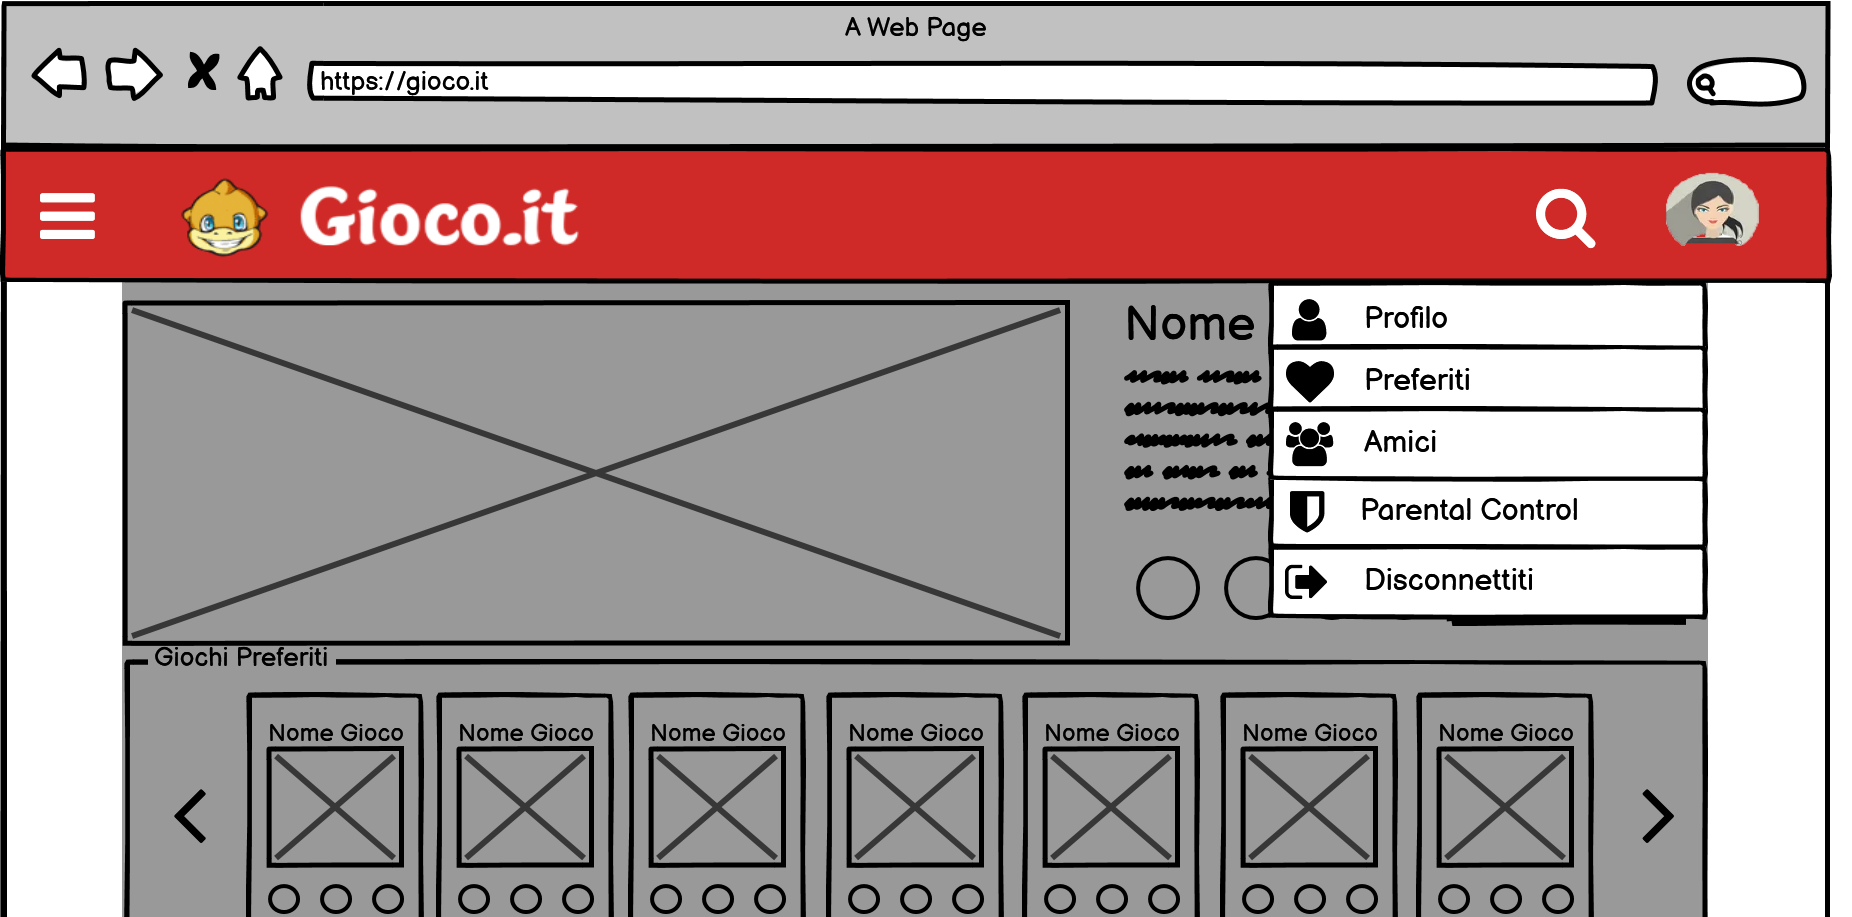 A Web Page
https://gioco.it
Gioco.it
Nome
Profilo
Preferiti
Amici
Parental Control
Disconnettiti
Giochi Preferiti
Nome Gioco
Nome Gioco
Nome Gioco
Nome Gioco
Nome Gioco
Nome Gioco
Nome Gioco